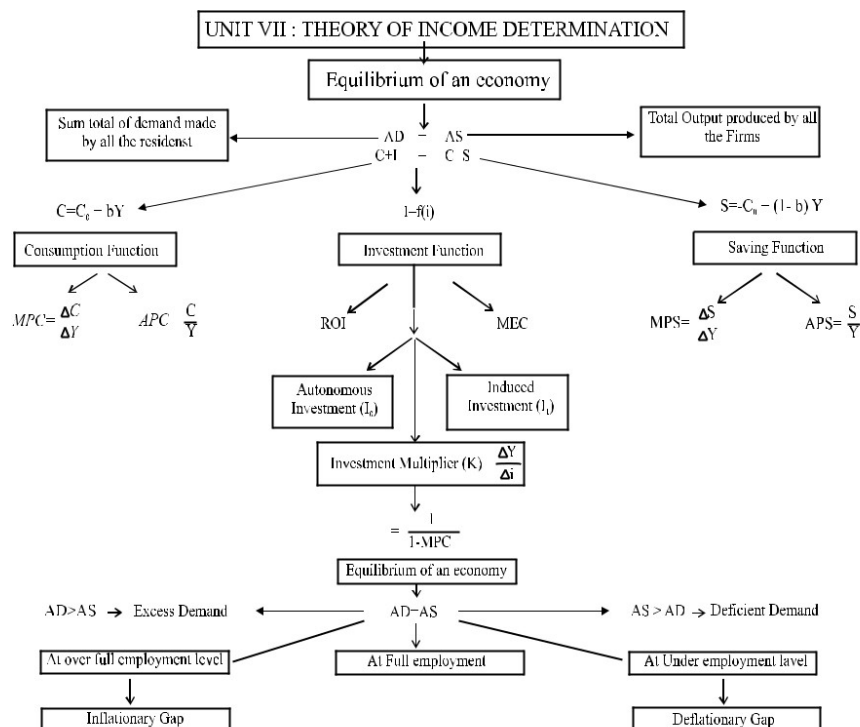 UNIT VII : THEORY OF INCOME DETERMINATION
Equilibrium of an economy
Sum total of demand made
by all the residenst
AD – AS
C+I – C S
Total Output produced by all
the Firms
C=C₀ – bY
I–f(i)
S=-C₀ – (1- b) Y
Consumption Function
Investment Function
Saving Function
MPC= ΔC/ΔY
APC C/Y
ROI
MEC
MPS= ΔS/ΔY
APS= S/Y
Autonomous
Investment (I₀)
Induced
Investment (I₁)
Investment Multiplier (K) ΔY/Δi
= 1/1-MPC
Equilibrium of an economy
AD>AS → Excess Demand
AD–AS
AS > AD → Deficient Demand
At over full employment level
At Full employment
At Under employment lavel
Inflationary Gap
Deflationary Gap